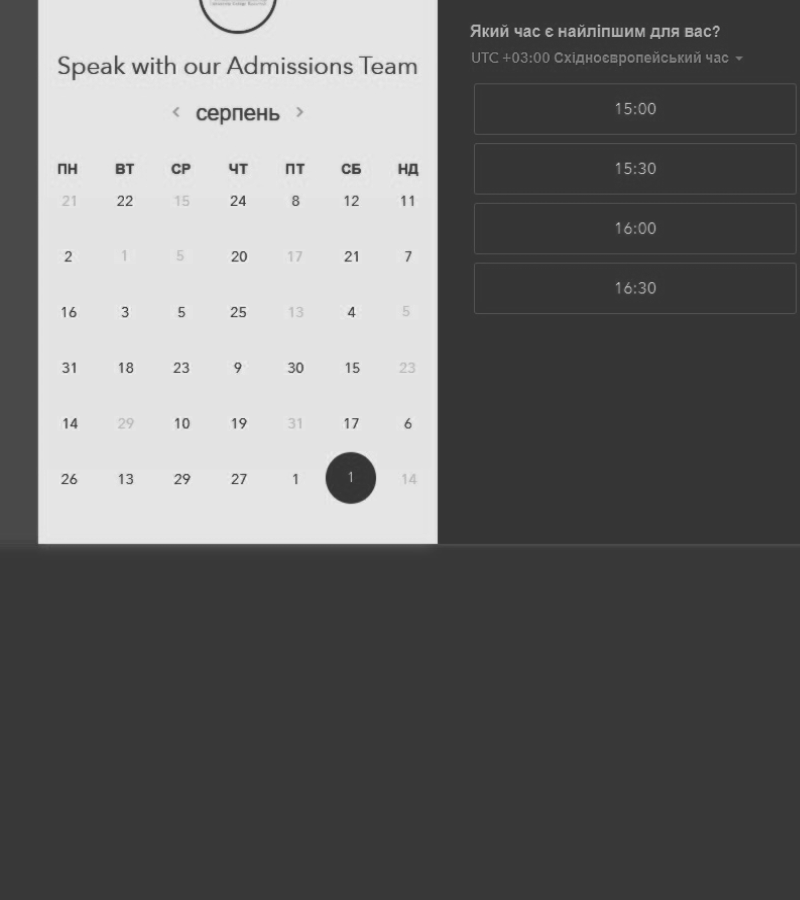 Speak with our Admissions Team
‹ серпень ›
ПН ВТ СР ЧТ ПТ СБ НД
21 22 15 24 8 12 11
2 1 5 20 17 21 7
16 3 5 25 13 4 5
31 18 23 9 30 15 23
14 29 10 19 31 17 6
26 13 29 27 1 1 14
Який час є найліпшим для вас?
UTC +03:00 Східноєвропейський час
15:00
15:30
16:00
16:30